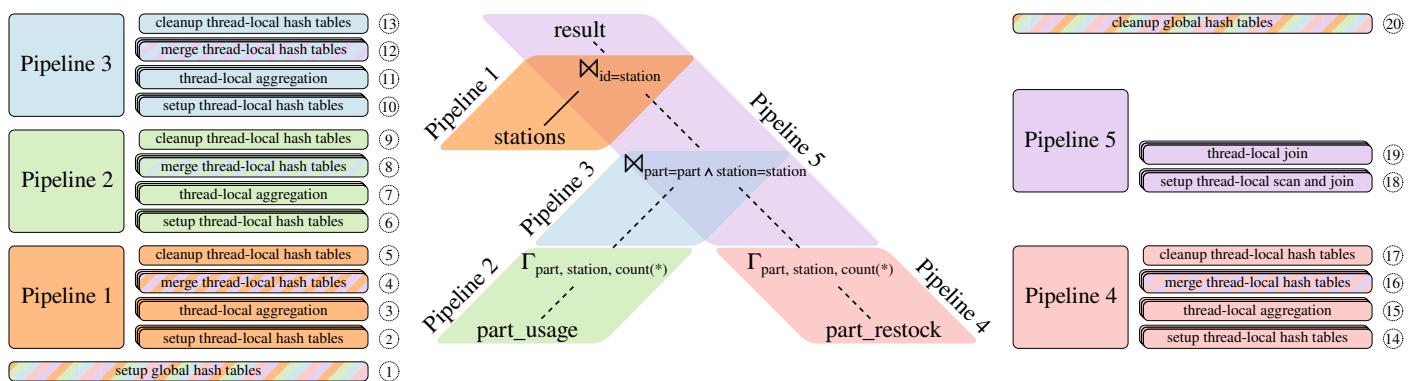 Pipeline 3
cleanup thread-local hash tables 13
merge thread-local hash tables 12
thread-local aggregation 11
setup thread-local hash tables 10
Pipeline 2
cleanup thread-local hash tables 9
merge thread-local hash tables 8
thread-local aggregation 7
setup thread-local hash tables 6
Pipeline 1
cleanup thread-local hash tables 5
merge thread-local hash tables 4
thread-local aggregation 3
setup thread-local hash tables 2
setup global hash tables 1
result
⋈id=station
Pipeline 1
stations
Pipeline 5
⋈part=part ∧ station=station
Pipeline 3
Γpart, station, count(*)
Pipeline 2
part_usage
Γpart, station, count(*)
Pipeline 4
part_restock
cleanup global hash tables 20
Pipeline 5
thread-local join 19
setup thread-local scan and join 18
Pipeline 4
cleanup thread-local hash tables 17
merge thread-local hash tables 16
thread-local aggregation 15
setup thread-local hash tables 14